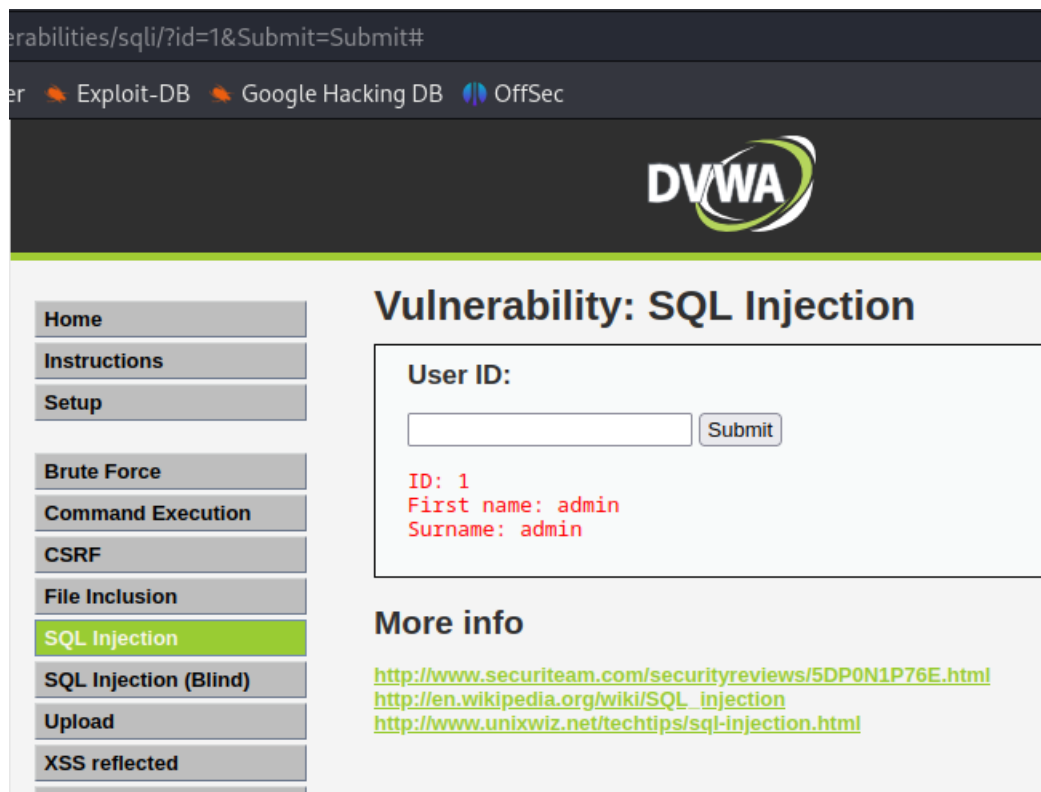 erabilities/sqli/?id=1&Submit=Submit#
er Exploit-DB Google Hacking DB OffSec
DVWA
Home
Instructions
Setup
Brute Force
Command Execution
CSRF
File Inclusion
SQL Injection
SQL Injection (Blind)
Upload
XSS reflected
Vulnerability: SQL Injection
User ID:
Submit
ID: 1
First name: admin
Surname: admin
More info
http://www.securiteam.com/securityreviews/5DP0N1P76E.html
http://en.wikipedia.org/wiki/SQL_injection
http://www.unixwiz.net/techtips/sql-injection.html